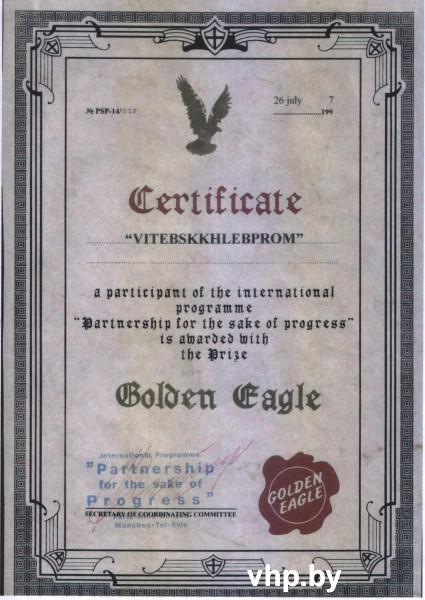 № PSP-14/027
26 july 7
199
Certificate
“VITEBSKKHLEBPROM”
a participant of the international
programme
"Partnership for the sake of progress"
is awarded with
the Prize
Golden Eagle
International Programme
"Partnership
for the sake of
Progress"
SECRETARY OF COORDINATING COMMITTEE
Munchen-Tel-Aviv
GOLDEN
EAGLE
vhp.by